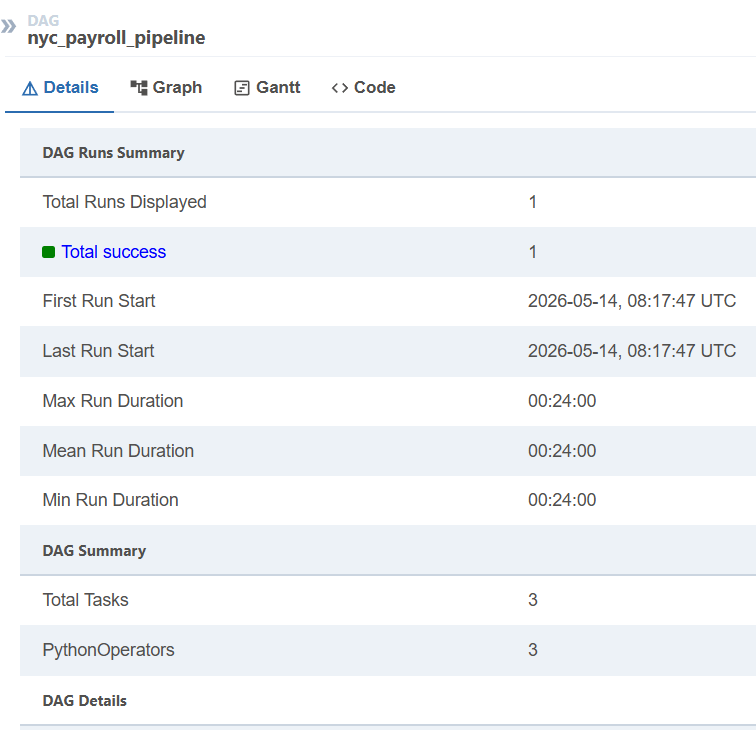 DAG
nyc_payroll_pipeline
Details Graph Gantt Code
DAG Runs Summary
Total Runs Displayed 1
Total success 1
First Run Start 2026-05-14, 08:17:47 UTC
Last Run Start 2026-05-14, 08:17:47 UTC
Max Run Duration 00:24:00
Mean Run Duration 00:24:00
Min Run Duration 00:24:00
DAG Summary
Total Tasks 3
PythonOperators 3
DAG Details